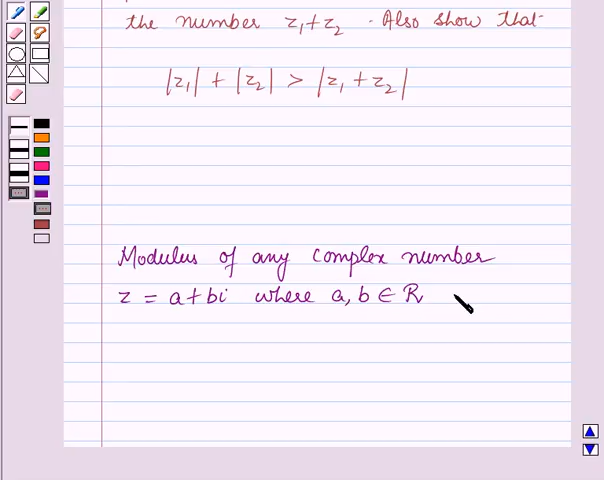 the number z₁+z₂. Also show that
|z₁| + |z₂| > |z₁ + z₂|
Modulus of any complex number
z = a+bi where a, b ∈ R